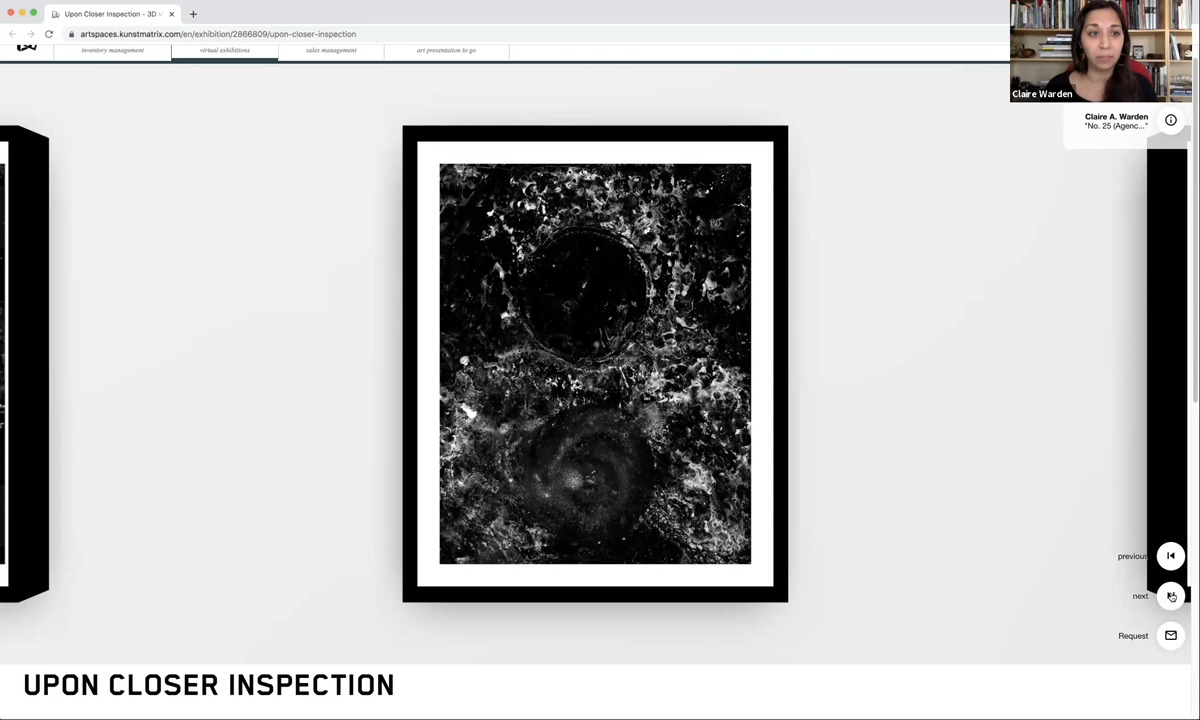 Upon Closer Inspection - 3D v
artspaces.kunstmatrix.com/en/exhibition/2866809/upon-closer-inspection
inventory management
virtual exhibitions
sales management
art presentation to go
Claire Warden
Claire A. Warden
"No. 25 (Agenc..."
previous
next
Request
UPON CLOSER INSPECTION